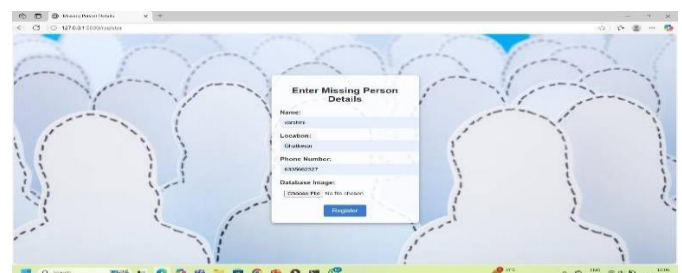 Missing Person Details
127.0.0.1:5000/register
Enter Missing Person
Details
Name:
varshini
Location:
Phone Number:
Database Image:
Choose File No file chosen
Register